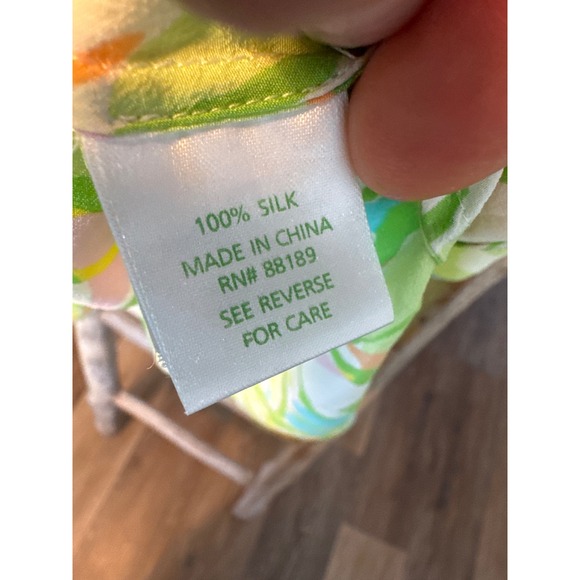 100% SILK
MADE IN CHINA
RN# 88189
SEE REVERSE
FOR CARE